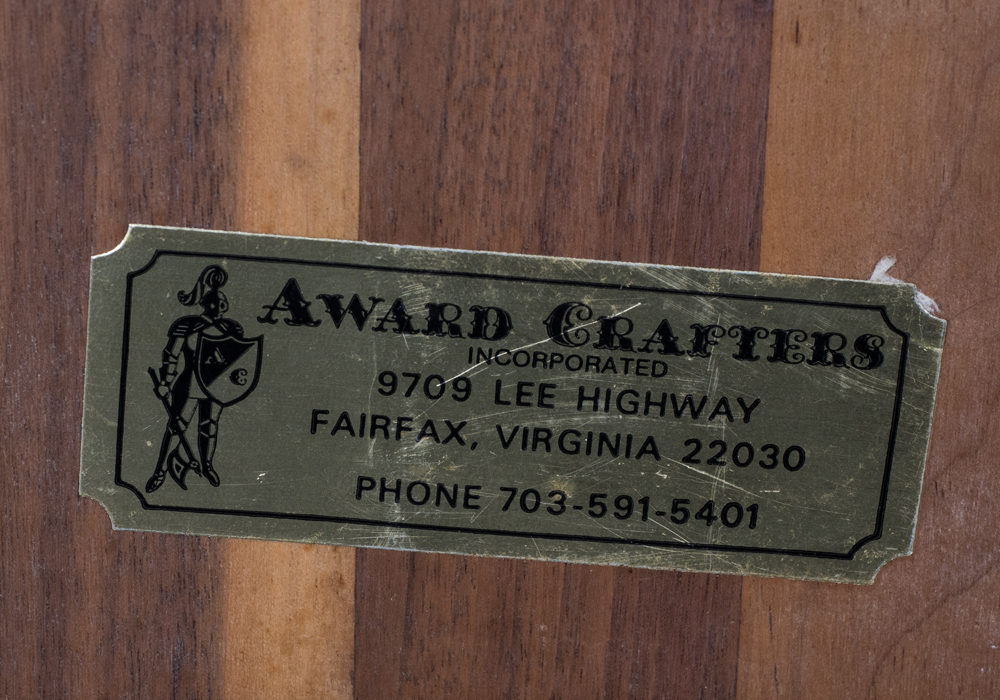 AWARD CRAFTERS
INCORPORATED
9709 LEE HIGHWAY
FAIRFAX, VIRGINIA 22030
PHONE 703-591-5401
A
C